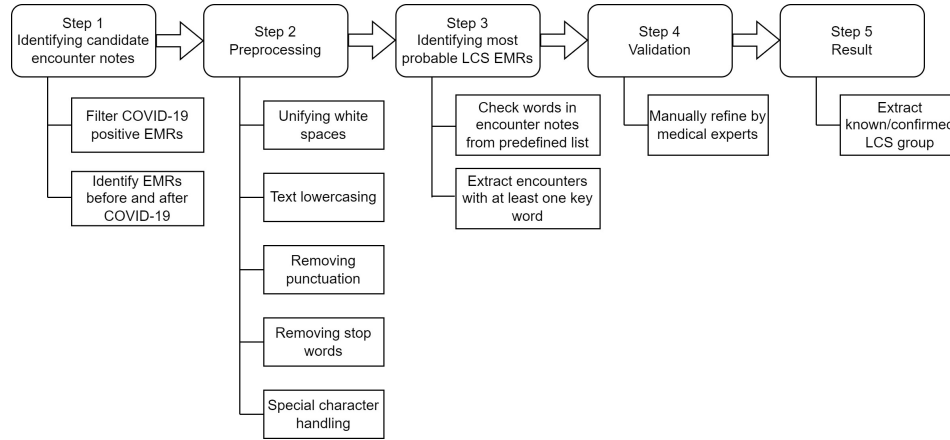 Step 1
Identifying candidate
encounter notes
Filter COVID-19
positive EMRs
Identify EMRs
before and after
COVID-19
Step 2
Preprocessing
Unifying white
spaces
Text lowercasing
Removing
punctuation
Removing stop
words
Special character
handling
Step 3
Identifying most
probable LCS EMRs
Check words in
encounter notes
from predefined list
Extract encounters
with at least one key
word
Step 4
Validation
Manually refine by
medical experts
Step 5
Result
Extract
known/confirmed
LCS group